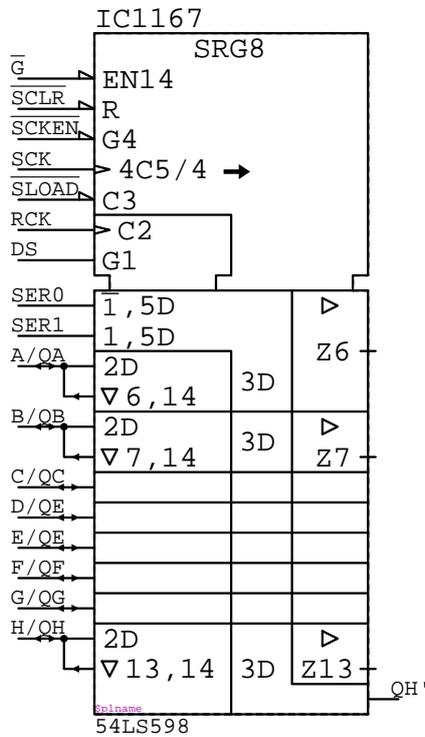 IC1167
SRG8
G EN14
SCLR R
SCKEN G4
SCK 4C5/4
SLOAD C3
RCK C2
DS G1
SER0 1,5D
SER1 1,5D
Z6
A/QA 2D
3D
6,14
B/QB 2D
3D
7,14 Z7
C/QC
D/QE
E/QE
F/QF
G/QG
H/QH 2D
13,14 3D Z13
QH'
$plname
54LS598